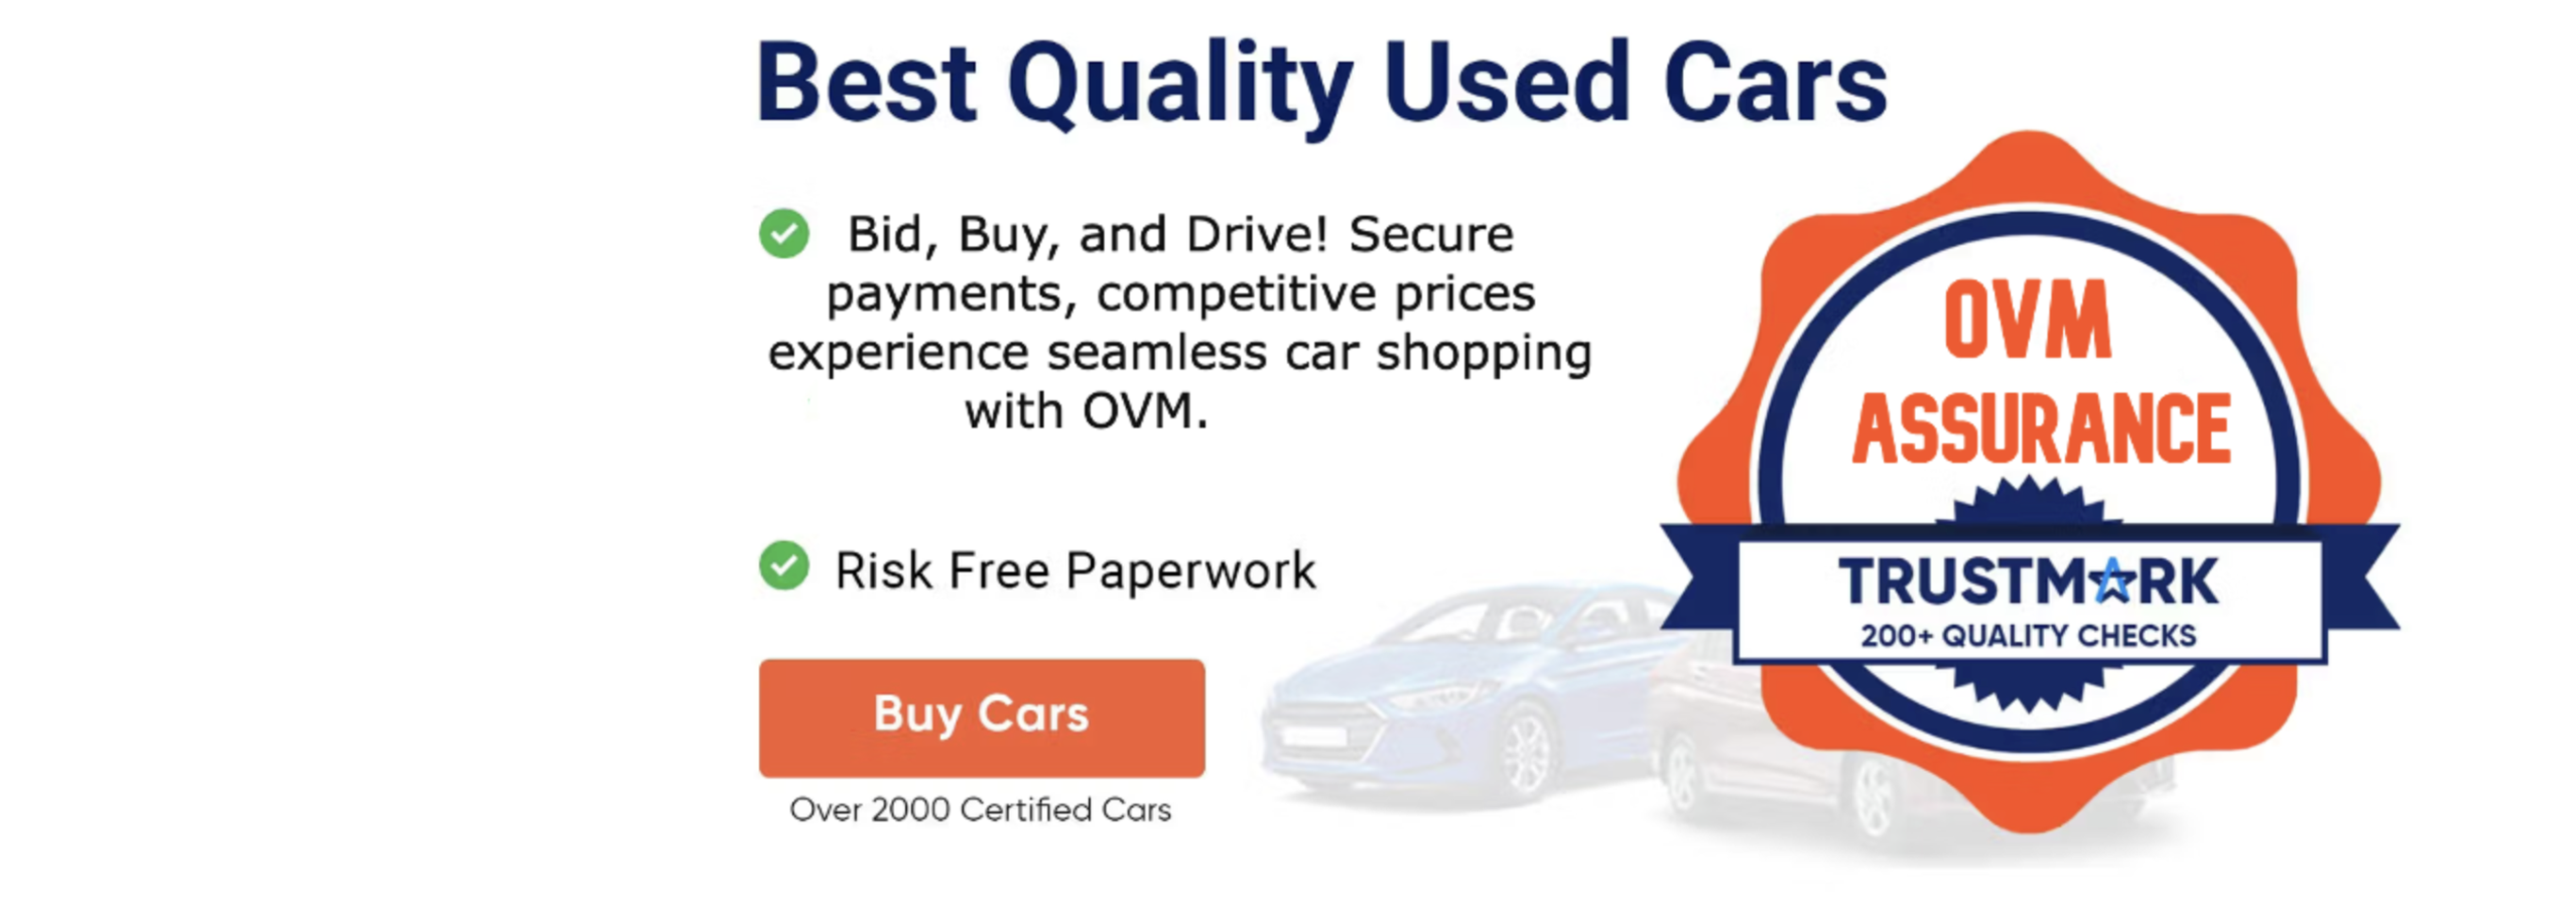 Best Quality Used Cars
Bid, Buy, and Drive! Secure
payments, competitive prices
experience seamless car shopping
with OVM.
Risk Free Paperwork
Buy Cars
Over 2000 Certified Cars
OVM
ASSURANCE
TRUSTMARK
200+ QUALITY CHECKS